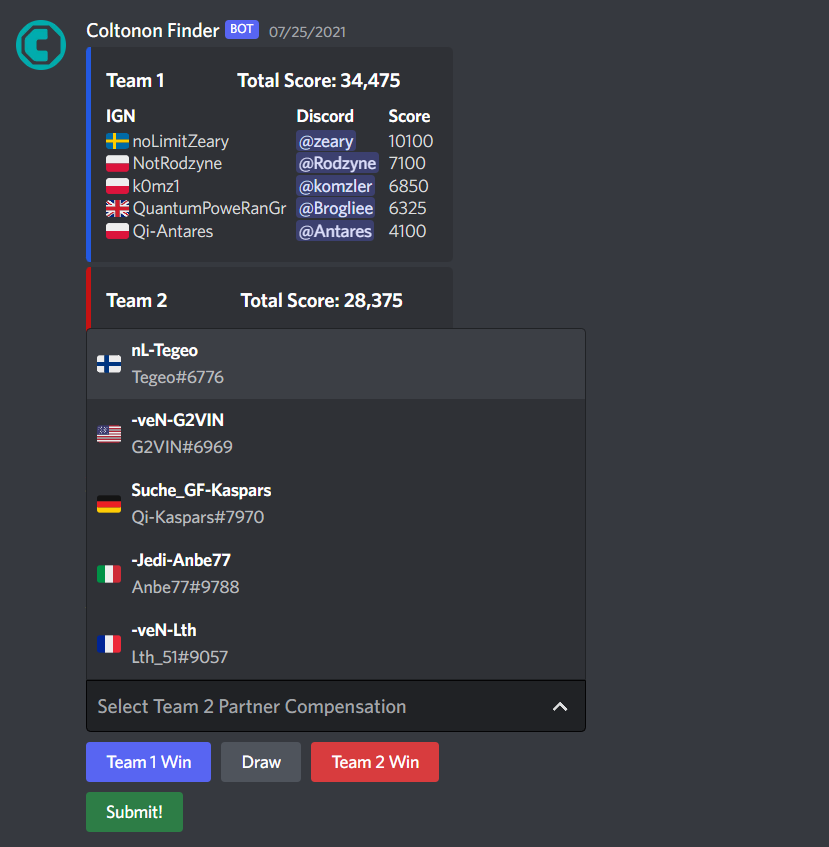 Coltonon Finder BOT 07/25/2021
Team 1 Total Score: 34,475
IGN Discord Score
noLimitZeary @zeary 10100
NotRodzyne @Rodzyne 7100
k0mz1 @komzler 6850
QuantumPoweRanGr @Brogliee 6325
Qi-Antares @Antares 4100
Team 2 Total Score: 28,375
nL-Tegeo
Tegeo#6776
-veN-G2VIN
G2VIN#6969
Suche_GF-Kaspars
Qi-Kaspars#7970
-Jedi-Anbe77
Anbe77#9788
-veN-Lth
Lth_51#9057
Select Team 2 Partner Compensation
Team 1 Win Draw Team 2 Win
Submit!